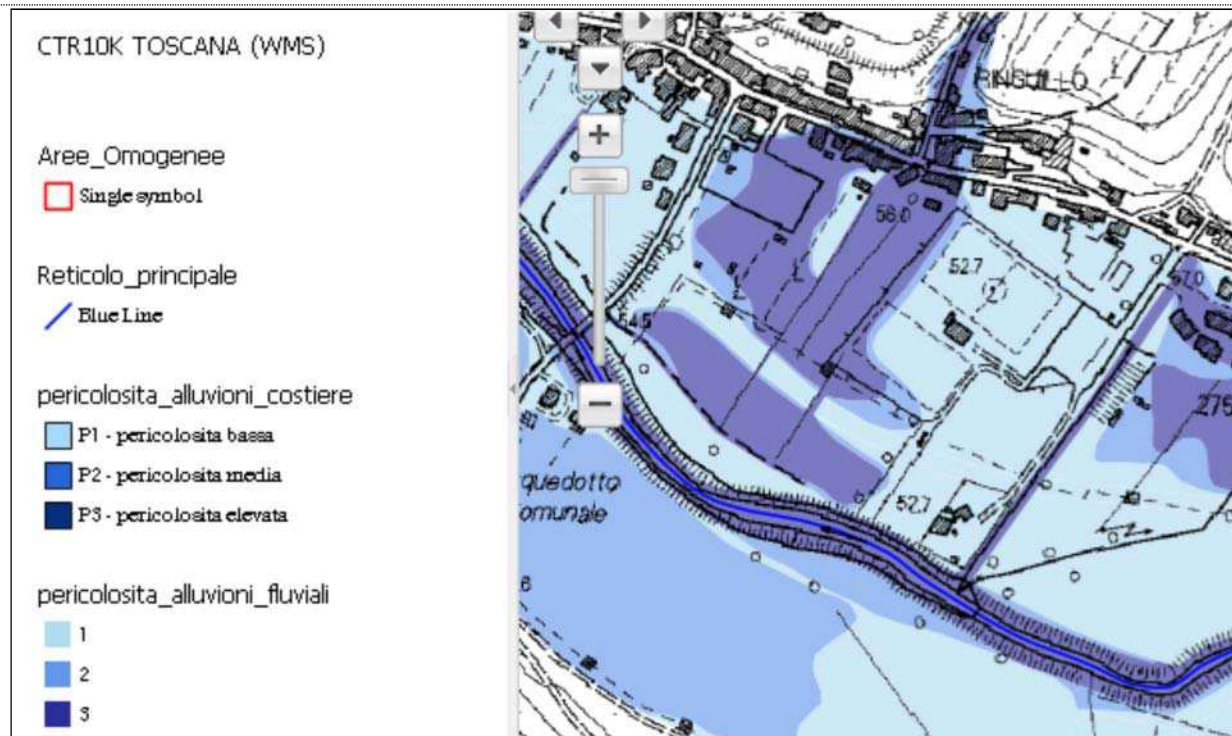 CTR10K TOSCANA (WMS)
Aree_Omogenee
Single symbol
Reticolo_principale
Blue Line
pericolosita_alluvioni_costiere
P1 - pericolosita bassa
P2 - pericolosita media
P3 - pericolosita elevata
pericolosita_alluvioni_fluviali
1
2
3
+
−
56.0
52.7
57.0
54.5
275
52.7
quedotto
omunale